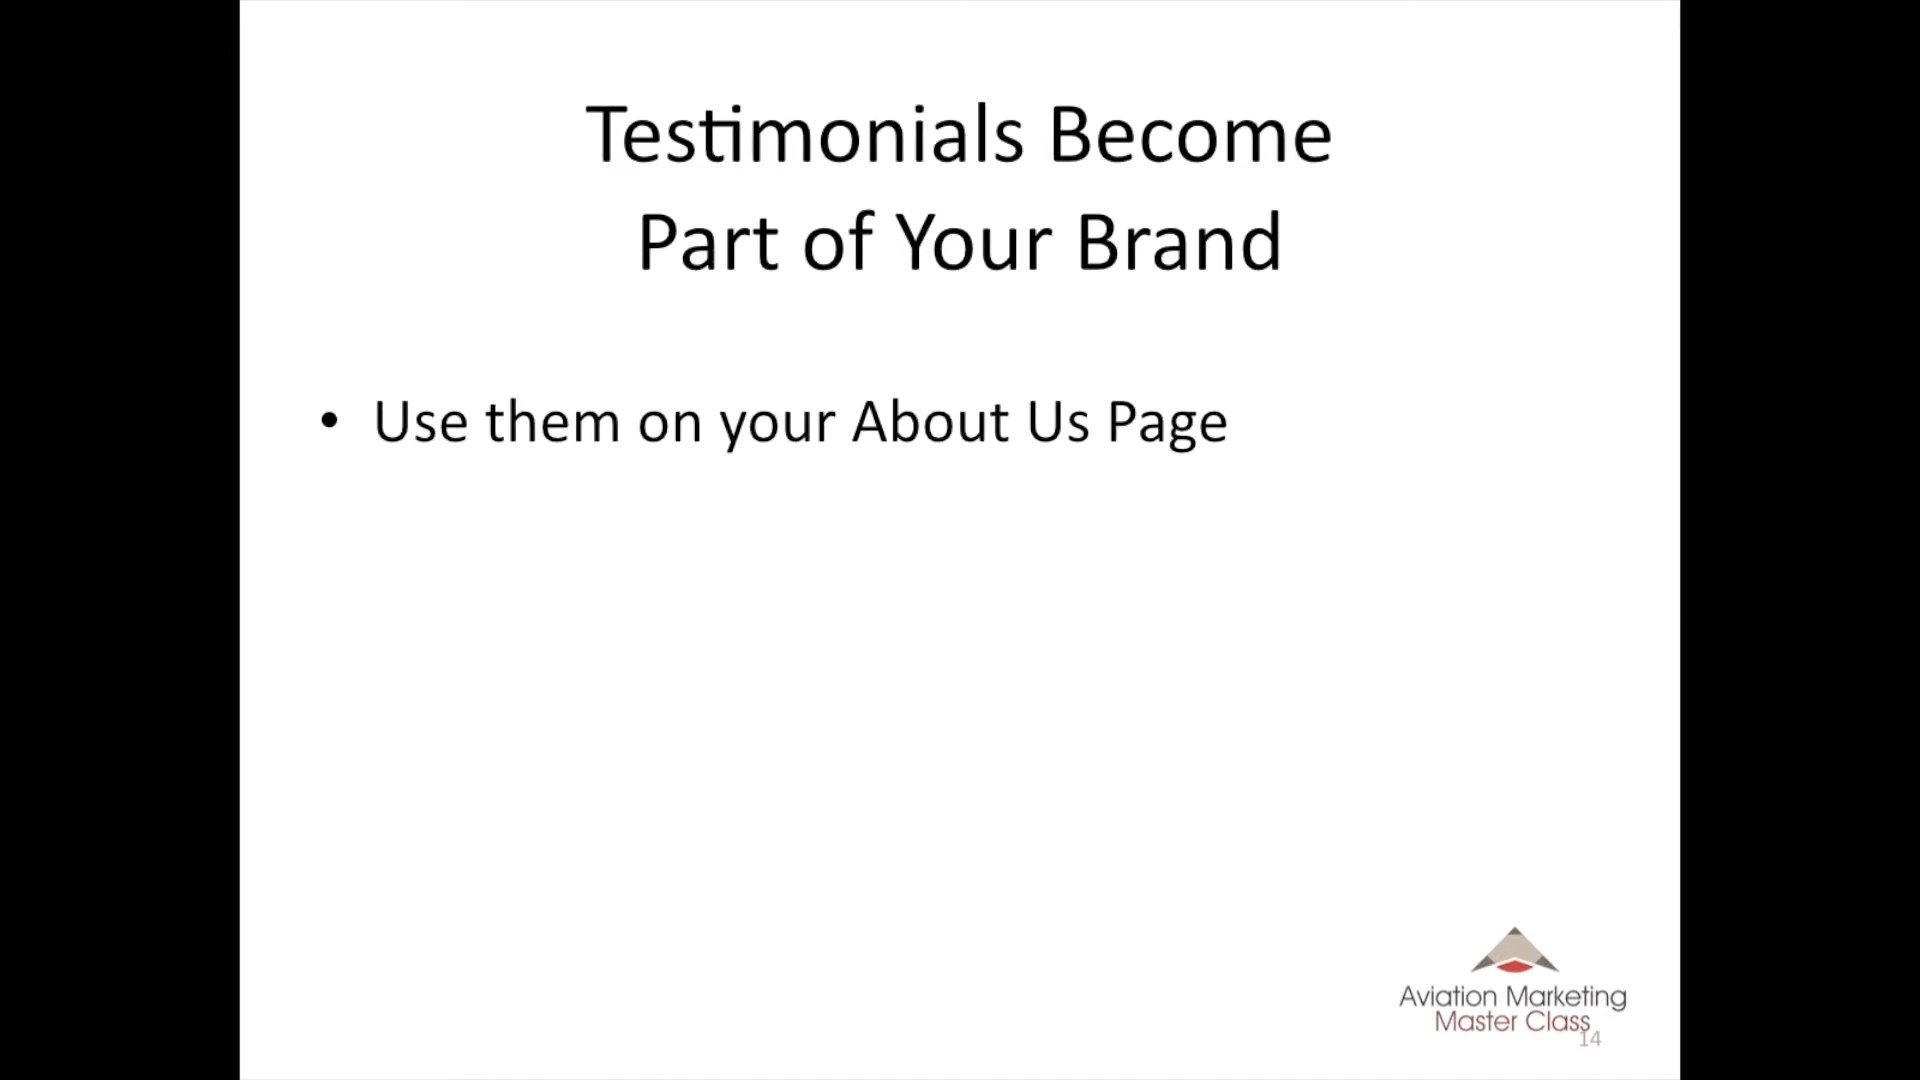 Testimonials Become
Part of Your Brand
• Use them on your About Us Page
Aviation Marketing
Master Class
14